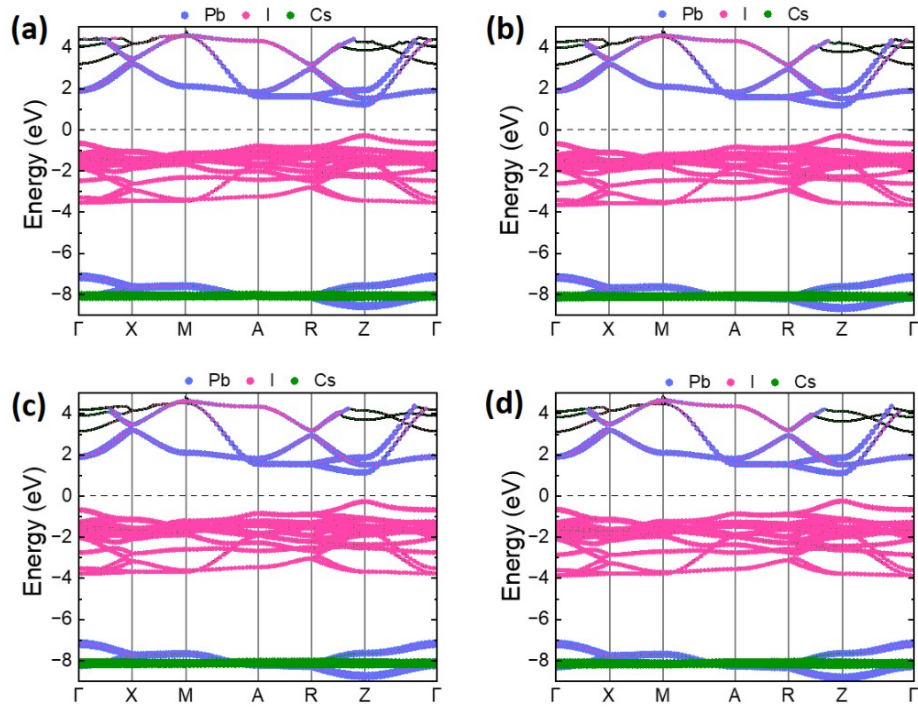 (a) Pb I Cs
Energy (eV)
4
2
0
−2
−4
−6
−8
Γ X M A R Z Γ
(b) Pb I Cs
Energy (eV)
4
2
0
−2
−4
−6
−8
Γ X M A R Z Γ
(c) Pb I Cs
Energy (eV)
4
2
0
−2
−4
−6
−8
Γ X M A R Z Γ
(d) Pb I Cs
Energy (eV)
4
2
0
−2
−4
−6
−8
Γ X M A R Z Γ